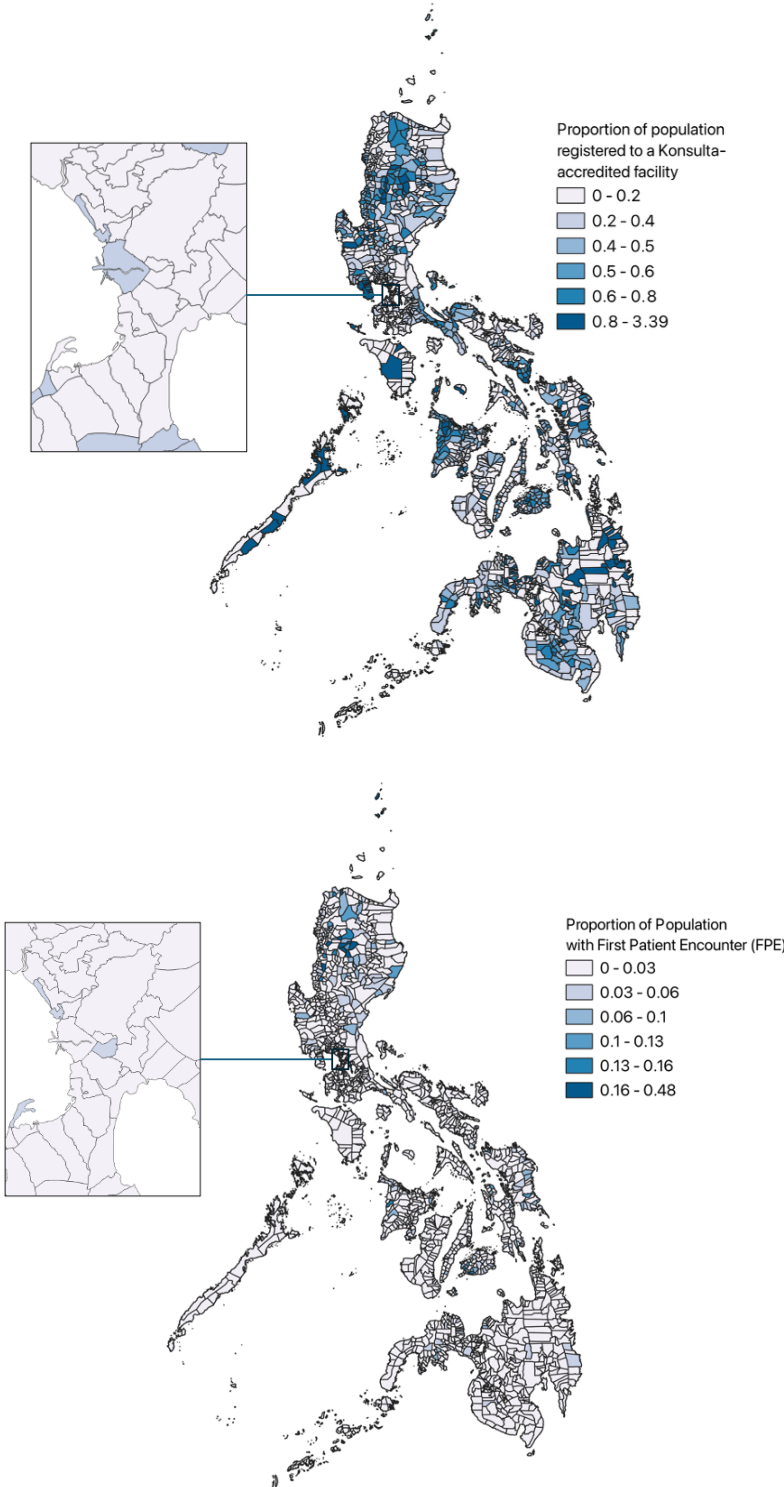 Proportion of population
registered to a Konsulta-
accredited facility
0 - 0.2
0.2 - 0.4
0.4 - 0.5
0.5 - 0.6
0.6 - 0.8
0.8 - 3.39
Proportion of Population
with First Patient Encounter (FPE)
0 - 0.03
0.03 - 0.06
0.06 - 0.1
0.1 - 0.13
0.13 - 0.16
0.16 - 0.48